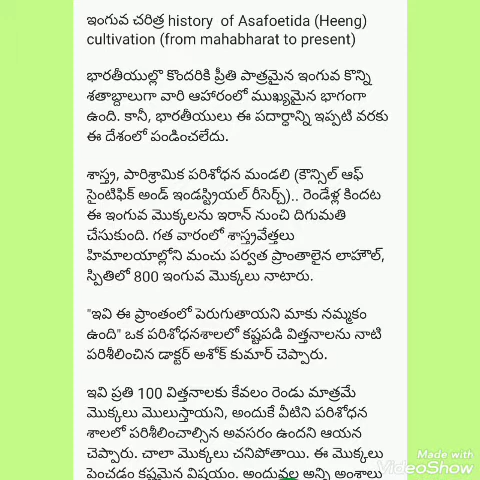 ఇంగువ చరిత్ర history  of Asafoetida (Heeng)
cultivation (from mahabharat to present)
భారతీయుల్లొ కొందరికి ప్రీతి పాత్రమైన ఇంగువ కొన్ని
శతాబ్దాలుగా వారి ఆహారంలో ముఖ్యమైన భాగంగా
ఉంది. కానీ, భారతీయులు ఈ పదార్ధాన్ని ఇప్పటి వరకు
ఈ దేశంలో పండించలేదు.
శాస్త్ర, పారిశ్రామిక పరిశోధన మండలి (కౌన్సిల్ ఆఫ్
సైంటిఫిక్ అండ్ ఇండస్ట్రియల్ రీసెర్చ్).. రెండేళ్ల కిందట
ఈ ఇంగువ మొక్కలను ఇరాన్ నుంచి దిగుమతి
చేసుకుంది. గత వారంలో శాస్త్రవేత్తలు
హిమాలయాల్లోని మంచు పర్వత ప్రాంతాలైన లాహౌల్,
స్పితిలో 800 ఇంగువ మొక్కలు నాటారు.
"ఇవి ఈ ప్రాంతంలో పెరుగుతాయని మాకు నమ్మకం
ఉంది" ఒక పరిశోధనశాలలో కష్టపడి విత్తనాలను నాటి
పరిశీలించిన డాక్టర్ అశోక్ కుమార్ చెప్పారు.
ఇవి ప్రతి 100 విత్తనాలకు కేవలం రెండు మాత్రమే
మొక్కలు మొలుస్తాయని, అందుకే వీటిని పరిశోధన
శాలలో పరిశీలించాల్సిన అవసరం ఉందని ఆయన
చెప్పారు. చాలా మొక్కలు చనిపోతాయి. ఈ మొక్కలు
పెంచడం కష్టమైన విషయం. అందువల్ల అన్ని అంశాలు
Made with
VideoShow